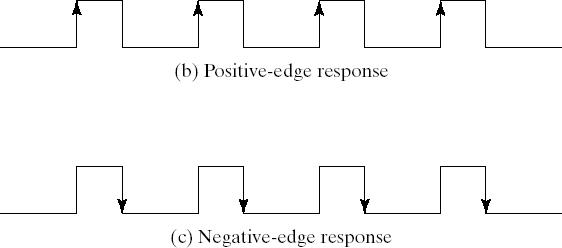 (b) Positive-edge response
(c) Negative-edge response